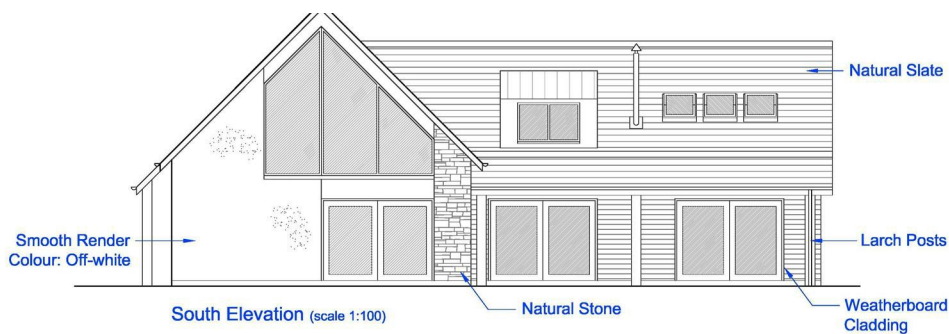 Natural Slate
Smooth Render
Colour: Off-white
Larch Posts
South Elevation (scale 1:100)
Natural Stone
Weatherboard
Cladding